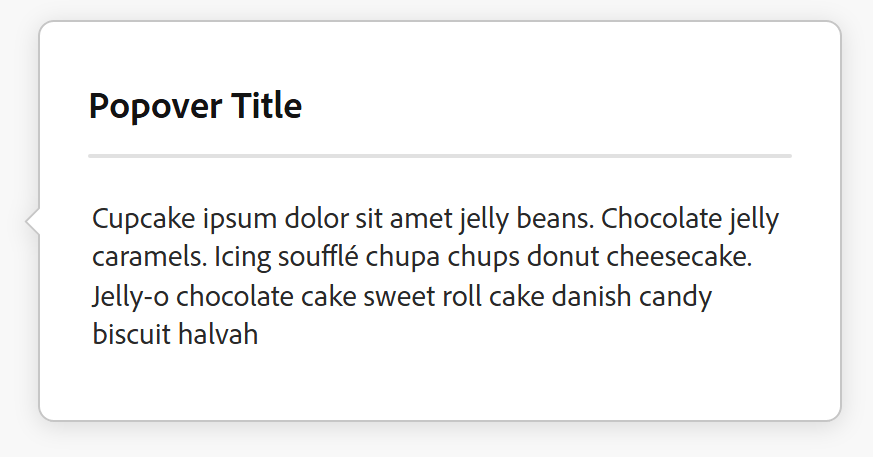 Popover Title
Cupcake ipsum dolor sit amet jelly beans. Chocolate jelly
caramels. Icing soufflé chupa chups donut cheesecake.
Jelly-o chocolate cake sweet roll cake danish candy
biscuit halvah